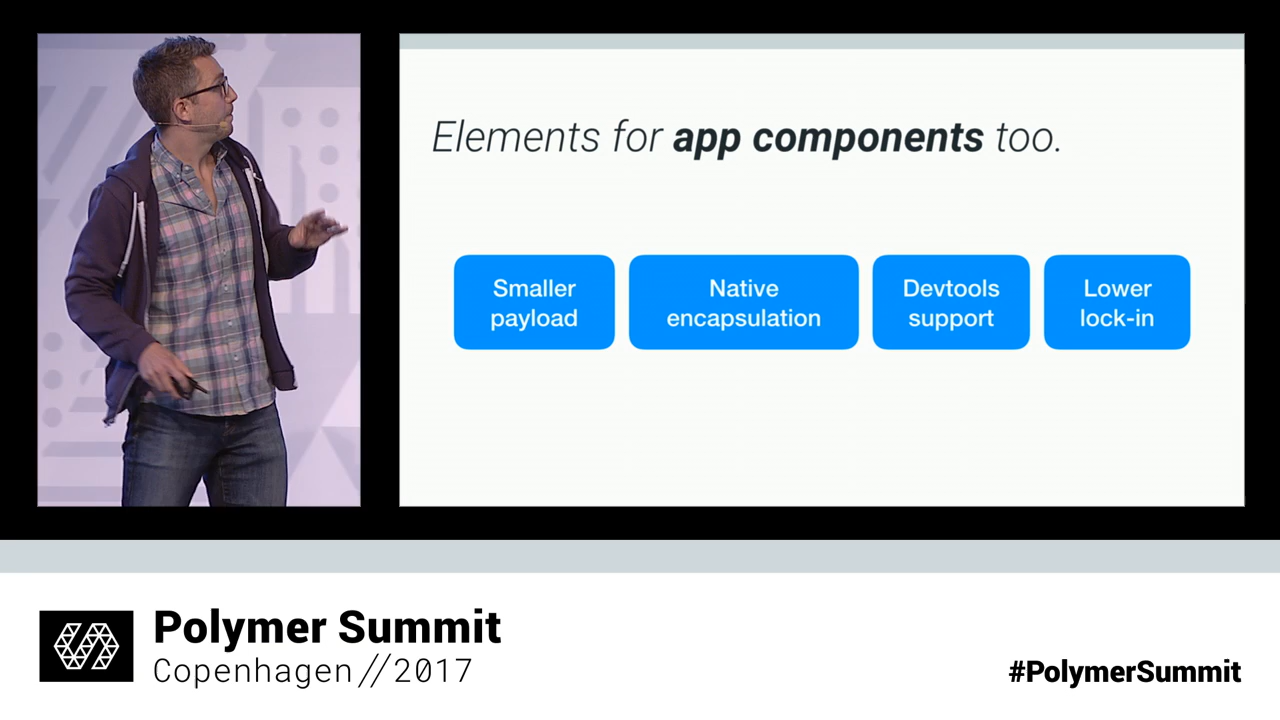 Elements for app components too.
Smaller
payload
Native
encapsulation
Devtools
support
Lower
lock-in
Polymer Summit
Copenhagen//2017
#PolymerSummit